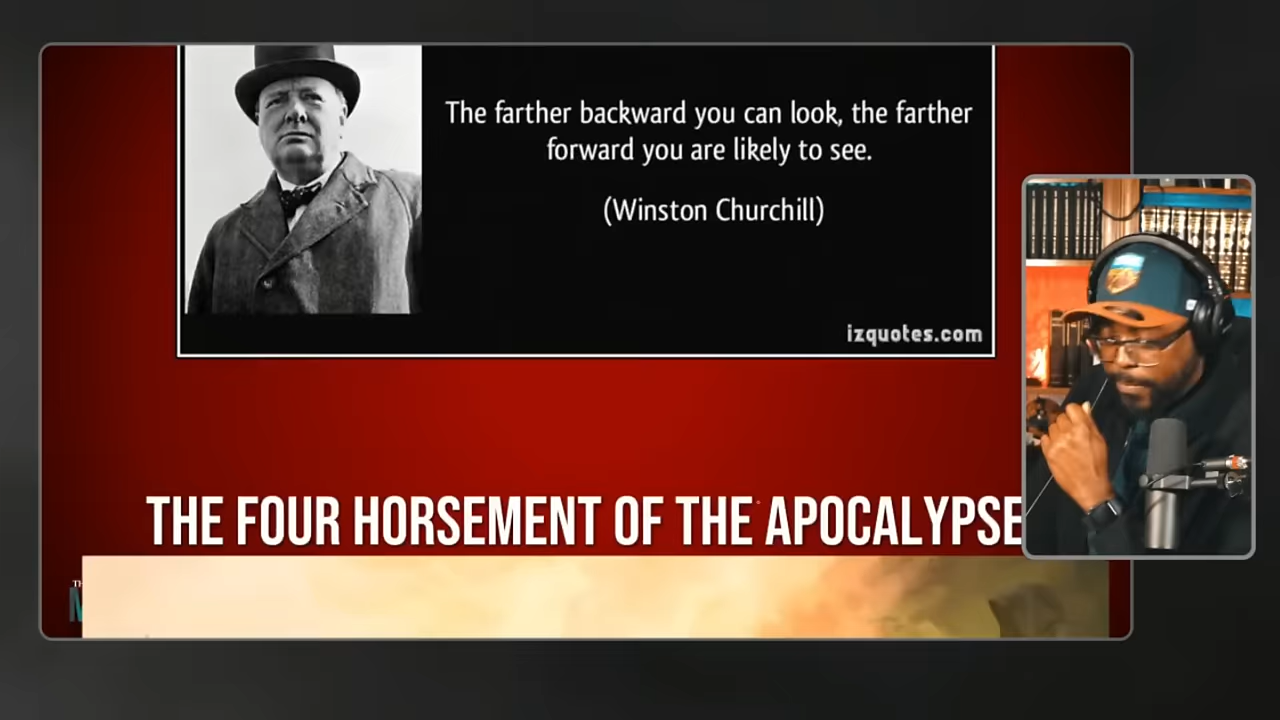 The farther backward you can look, the farther
forward you are likely to see.
(Winston Churchill)
izquotes.com
THE FOUR HORSEMENT OF THE APOCALYPSE
TH